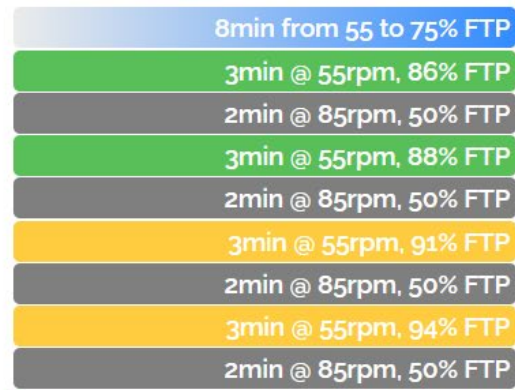 8min from 55 to 75% FTP
3min @ 55rpm, 86% FTP
2min @ 85rpm, 50% FTP
3min @ 55rpm, 88% FTP
2min @ 85rpm, 50% FTP
3min @ 55rpm, 91% FTP
2min @ 85rpm, 50% FTP
3min @ 55rpm, 94% FTP
2min @ 85rpm, 50% FTP